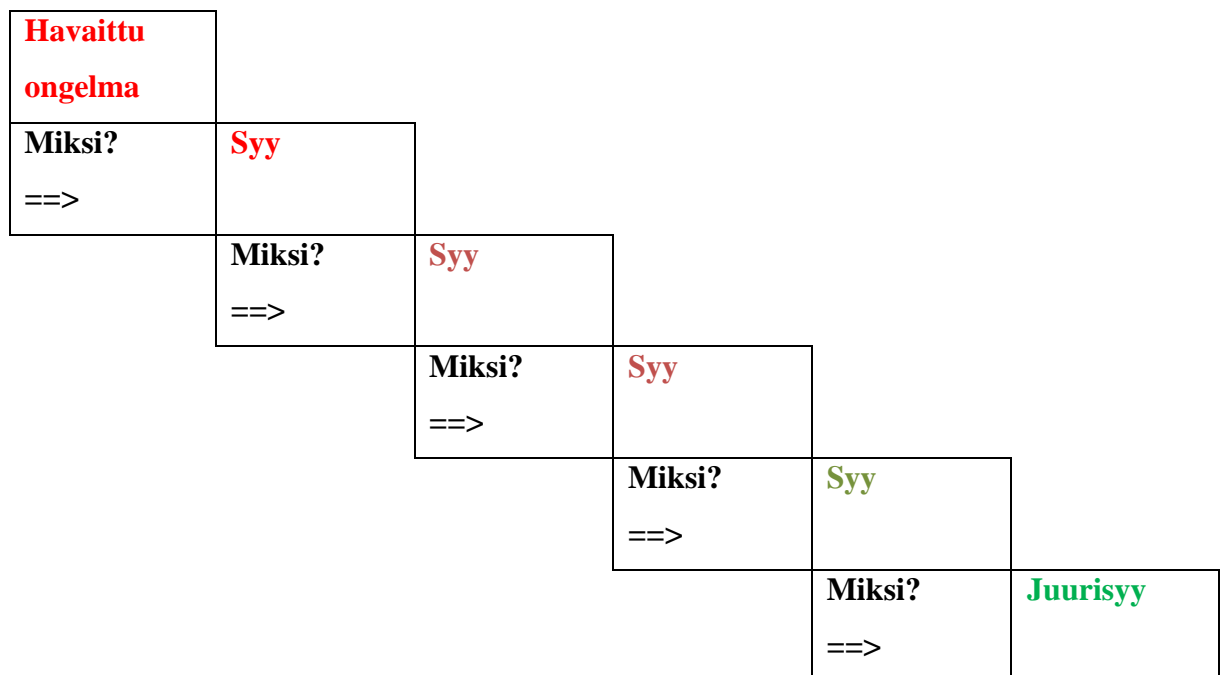 Havaittu
ongelma
Miksi? Syy
==>
Miksi? Syy
==>
Miksi? Syy
==>
Miksi? Syy
==>
Miksi? Juurisyy
==>